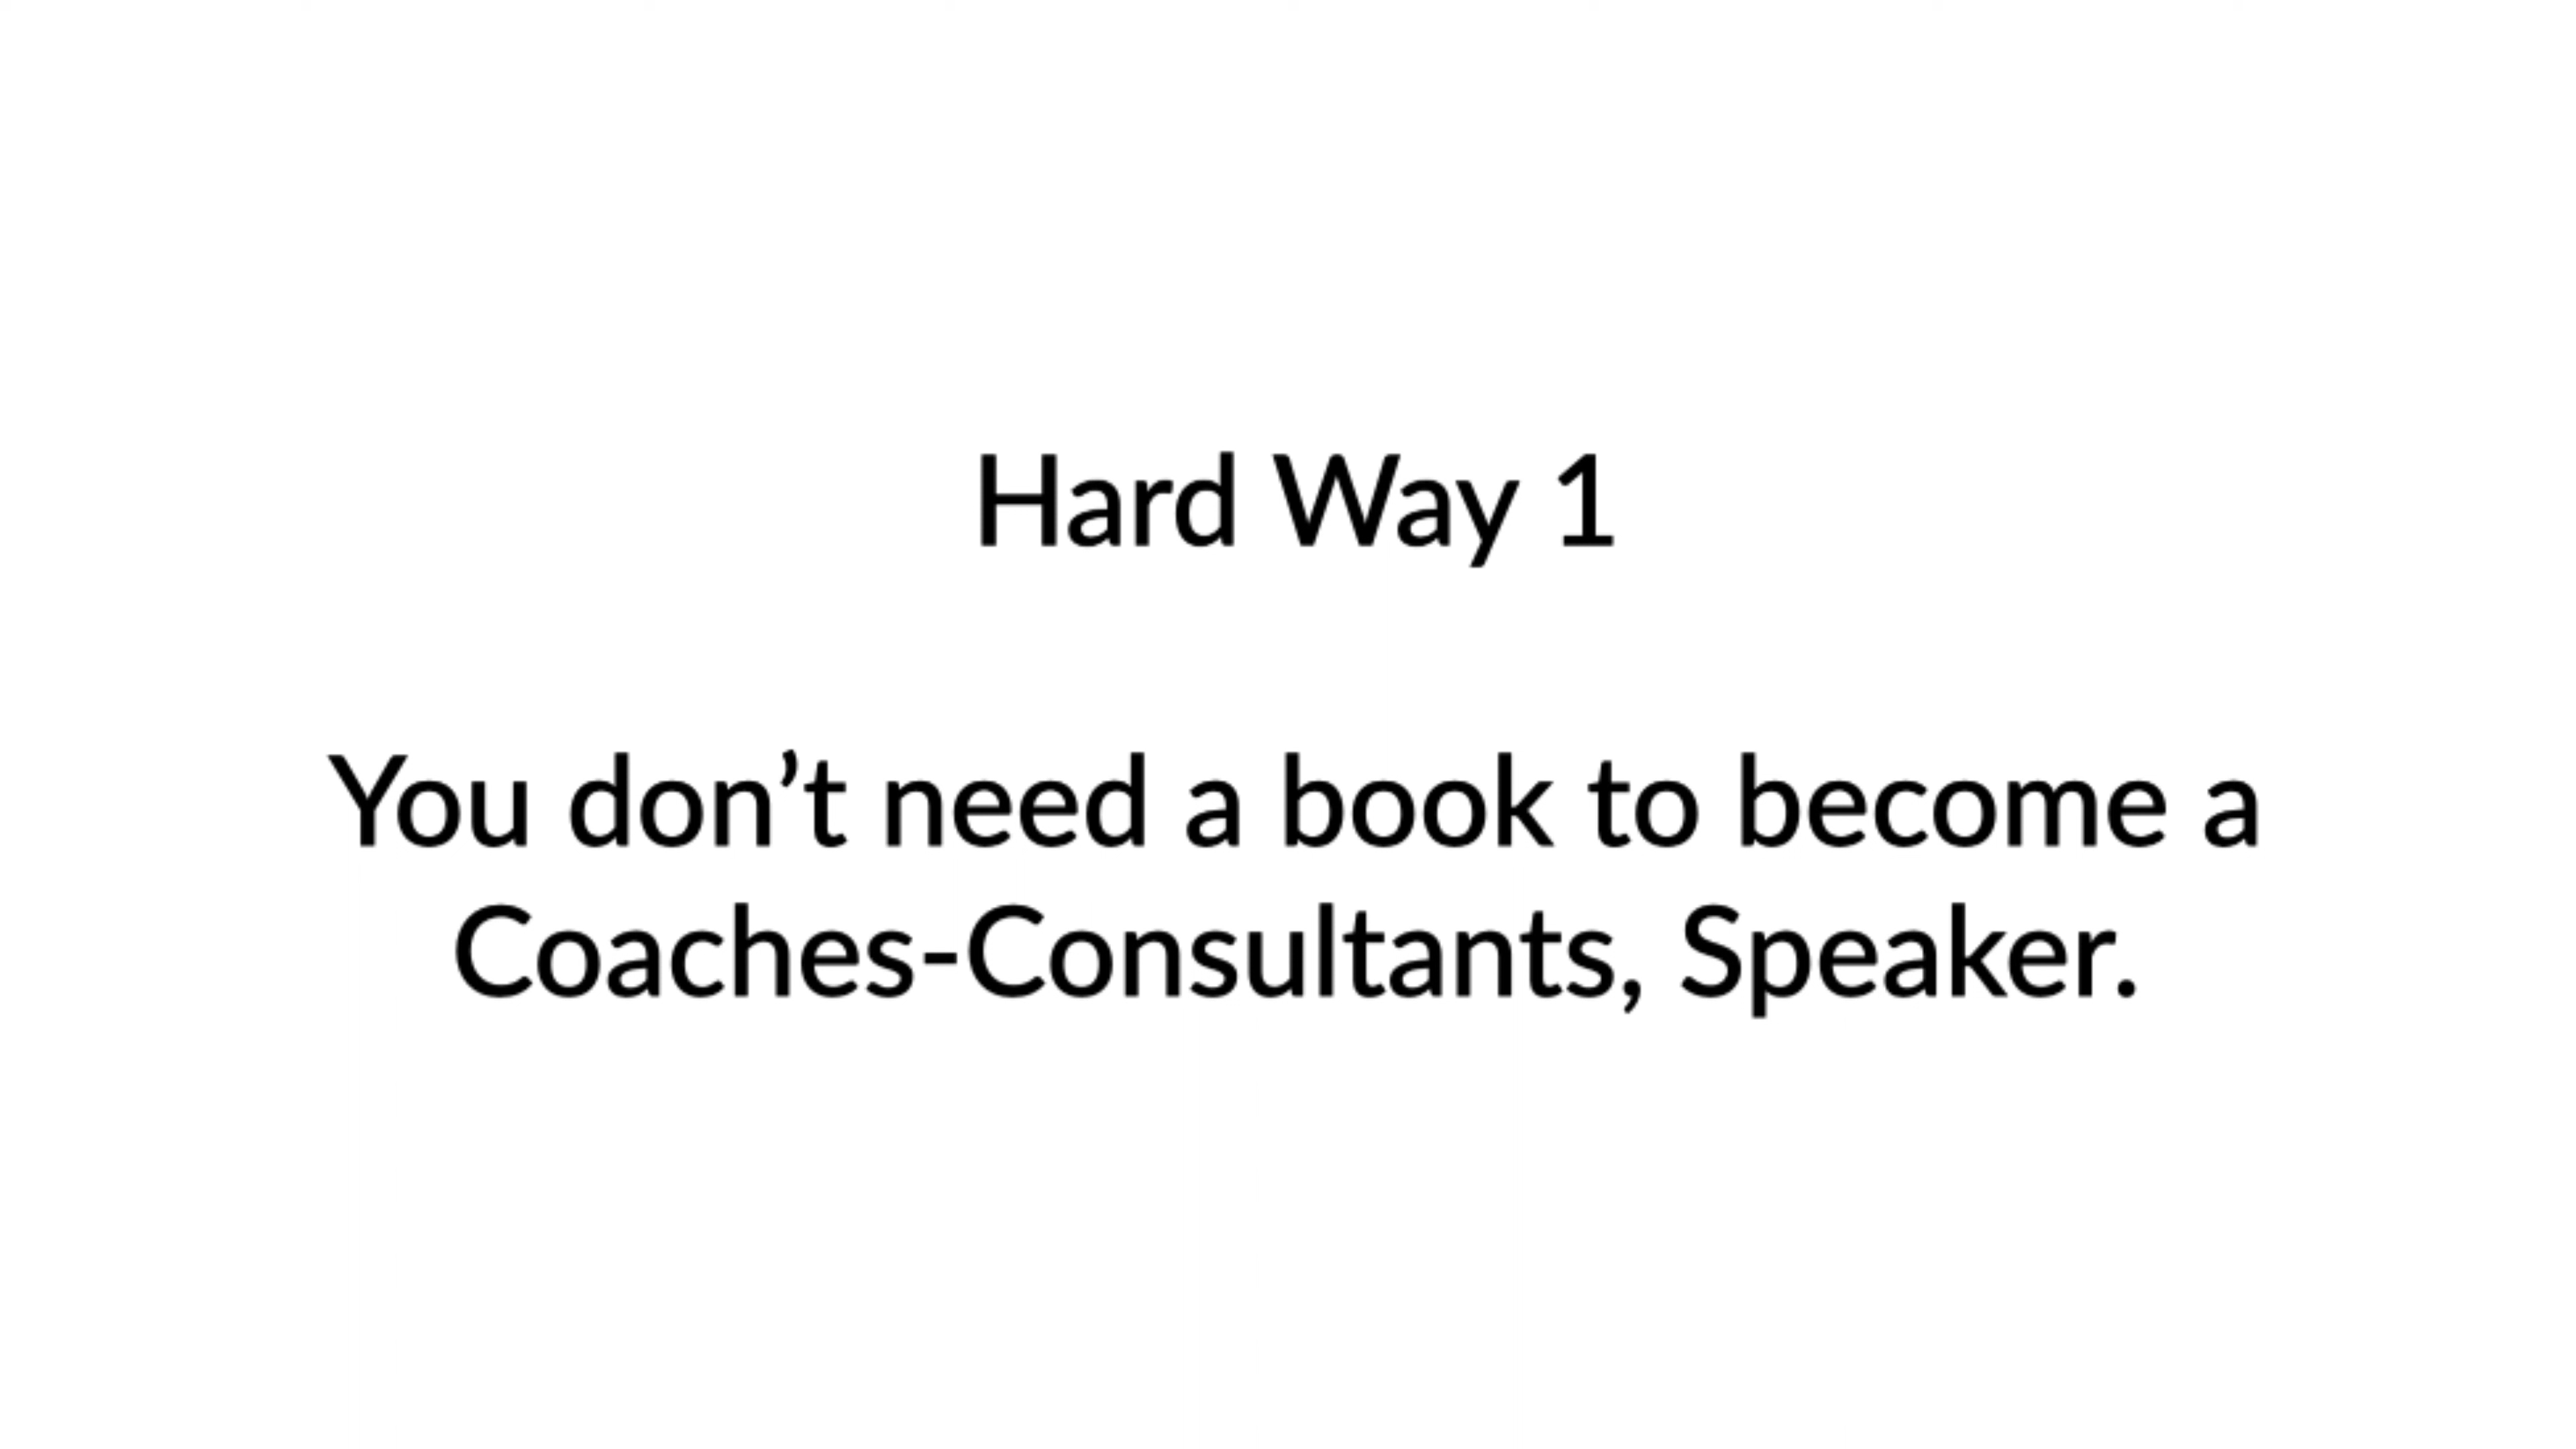 Hard Way 1
You don’t need a book to become a
Coaches-Consultants, Speaker.